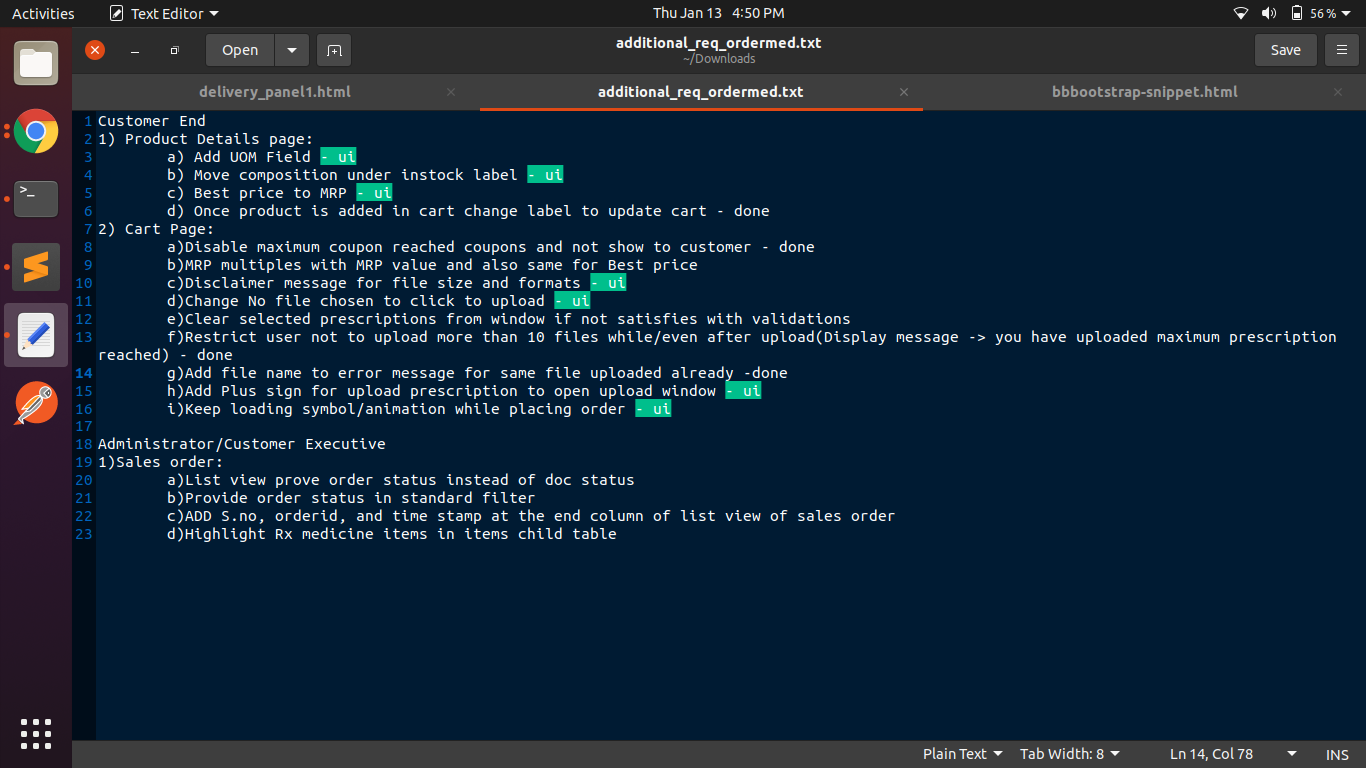 Activities Text Editor Thu Jan 13 4:50 PM 56 %
Open additional_req_ordermed.txt Save
~/Downloads
delivery_panel1.html additional_req_ordermed.txt bbbootstrap-snippet.html
1 Customer End
2 1) Product Details page:
3 a) Add UOM Field - ui
4 b) Move composition under instock label - ui
5 c) Best price to MRP - ui
6 d) Once product is added in cart change label to update cart - done
7 2) Cart Page:
8 a)Disable maximum coupon reached coupons and not show to customer - done
9 b)MRP multiples with MRP value and also same for Best price
10 c)Disclaimer message for file size and formats - ui
11 d)Change No file chosen to click to upload - ui
12 e)Clear selected prescriptions from window if not satisfies with validations
13 f)Restrict user not to upload more than 10 files while/even after upload(Display message -> you have uploaded maximum prescription
reached) - done
14 g)Add file name to error message for same file uploaded already -done
15 h)Add Plus sign for upload prescription to open upload window - ui
16 i)Keep loading symbol/animation while placing order - ui
17
18 Administrator/Customer Executive
19 1)Sales order:
20 a)List view prove order status instead of doc status
21 b)Provide order status in standard filter
22 c)ADD S.no, orderid, and time stamp at the end column of list view of sales order
23 d)Highlight Rx medicine items in items child table
Plain Text Tab Width: 8 Ln 14, Col 78 INS